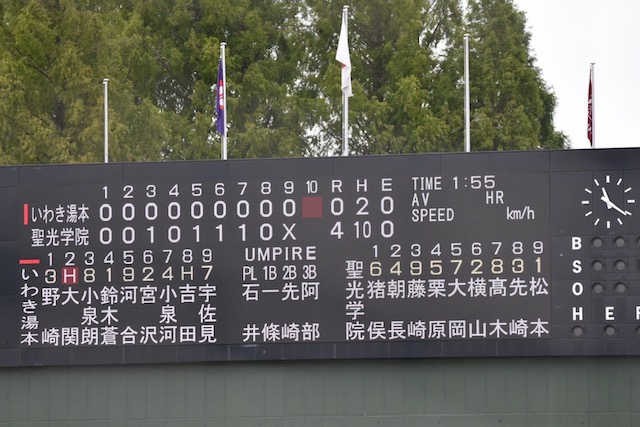 1 2 3 4 5 6 7 8 9 10 R H E TIME 1:55
いわき湯本 0 0 0 0 0 0 0 0 0 0 2 0 AV HR
聖光学院 0 0 1 0 1 1 1 0 X 4 10 0 SPEED km/h
いわき湯本
1 2 3 4 5 6 7 8 9
3 H 8 1 9 2 4 H 7
野崎
大関
小泉朗
鈴木蒼
河合
宮沢
小泉河
吉田
宇佐見
UMPIRE
PL 1B 2B 3B
石井
一條
先崎
阿部
聖光学院
1 2 3 4 5 6 7 8 9
6 4 9 5 7 2 8 3 1
猪俣
朝長
藤崎
栗原
大岡
横山
髙木
先崎
松本
B
S
O
H E F